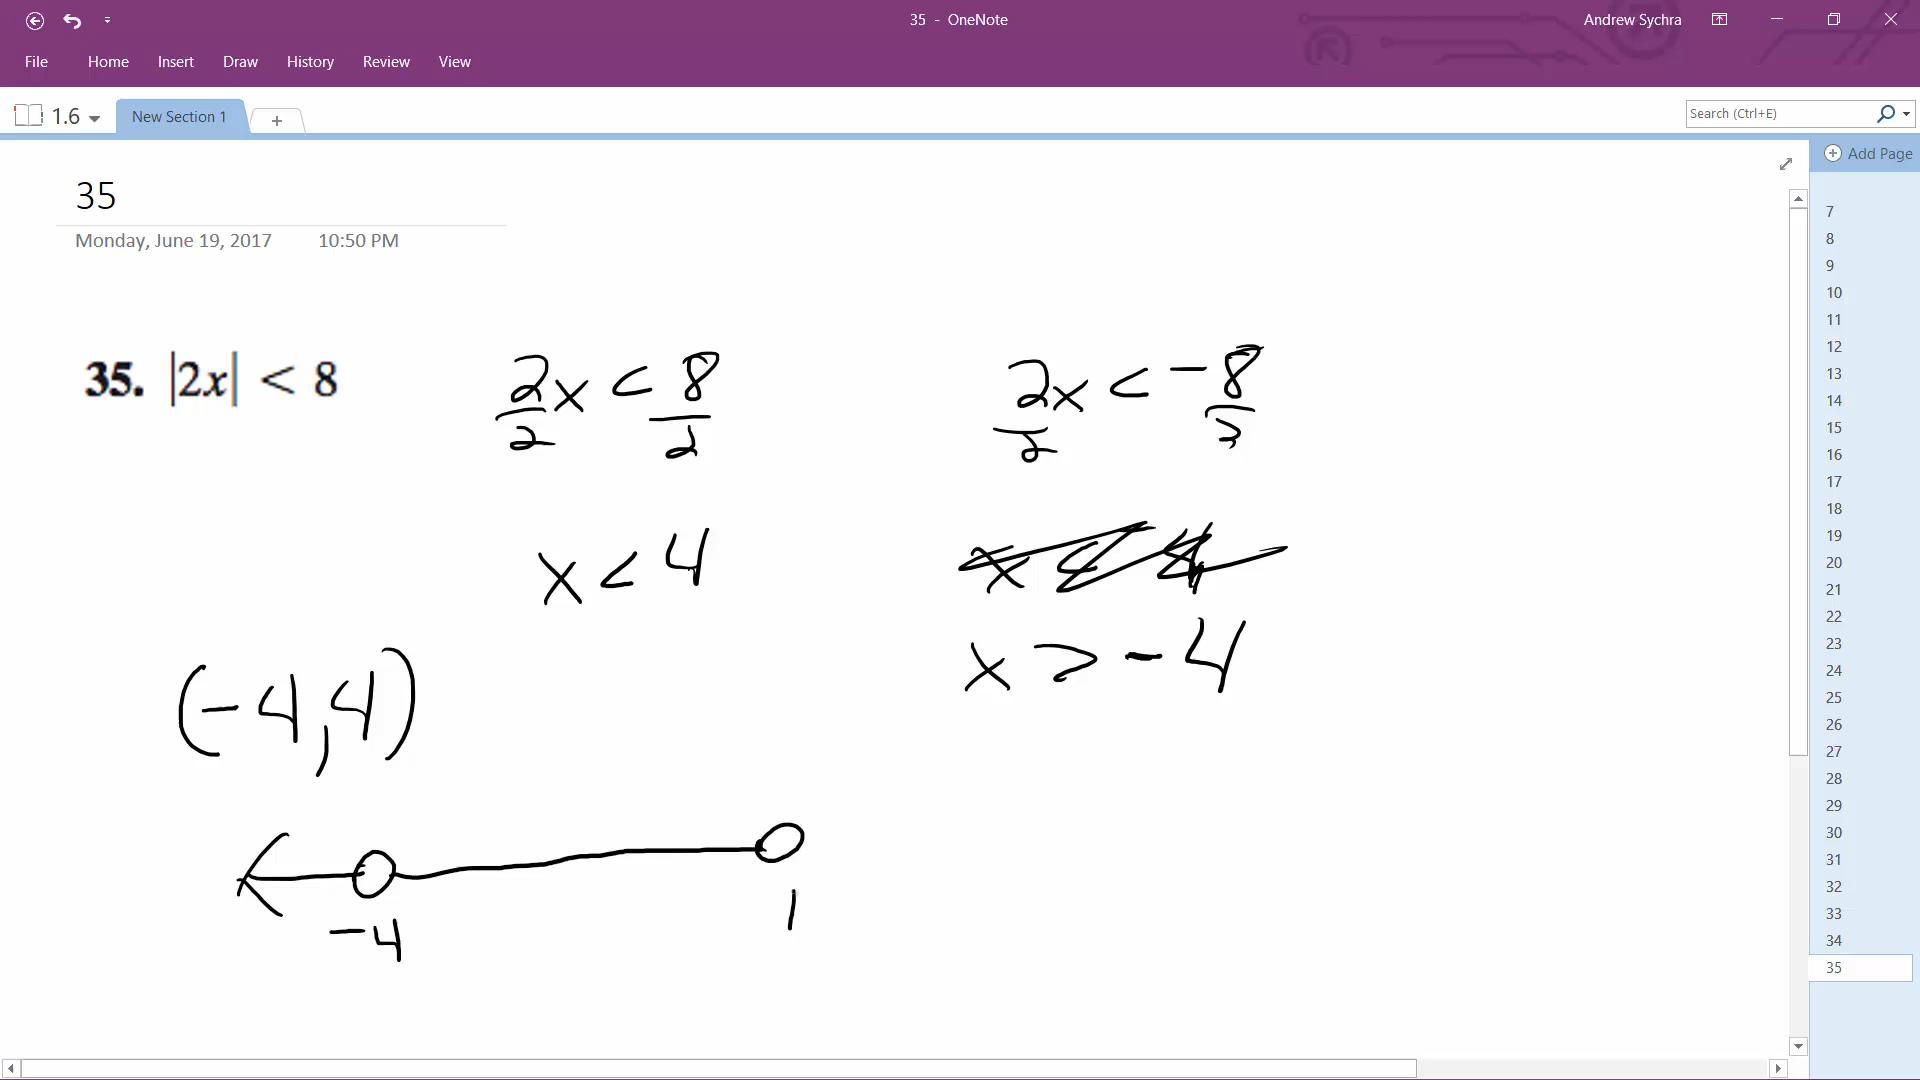 35 - OneNote
Andrew Sychra
File Home Insert Draw History Review View
1.6 New Section 1 +
Search (Ctrl+E)
Add Page
35
Monday, June 19, 2017 10:50 PM
35. |2x| < 8
2x < 8
2 2
x < 4
2x < -8
2 2
x < 4
x > -4
(-4,4)
-4 1
7
8
9
10
11
12
13
14
15
16
17
18
19
20
21
22
23
24
25
26
27
28
29
30
31
32
33
34
35